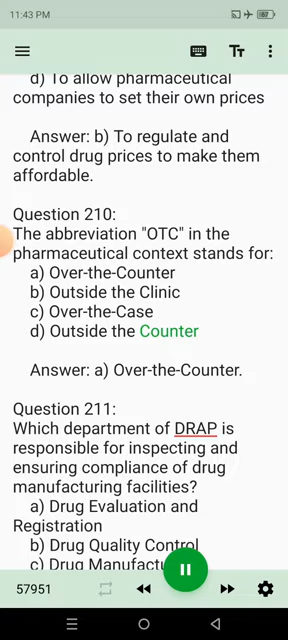 11:43 PM
67
d) To allow pharmaceutical
companies to set their own prices
Answer: b) To regulate and
control drug prices to make them
affordable.
Question 210:
The abbreviation "OTC" in the
pharmaceutical context stands for:
a) Over-the-Counter
b) Outside the Clinic
c) Over-the-Case
d) Outside the Counter
Answer: a) Over-the-Counter.
Question 211:
Which department of DRAP is
responsible for inspecting and
ensuring compliance of drug
manufacturing facilities?
a) Drug Evaluation and
Registration
b) Drug Quality Control
c) Drug Manufactu
57951